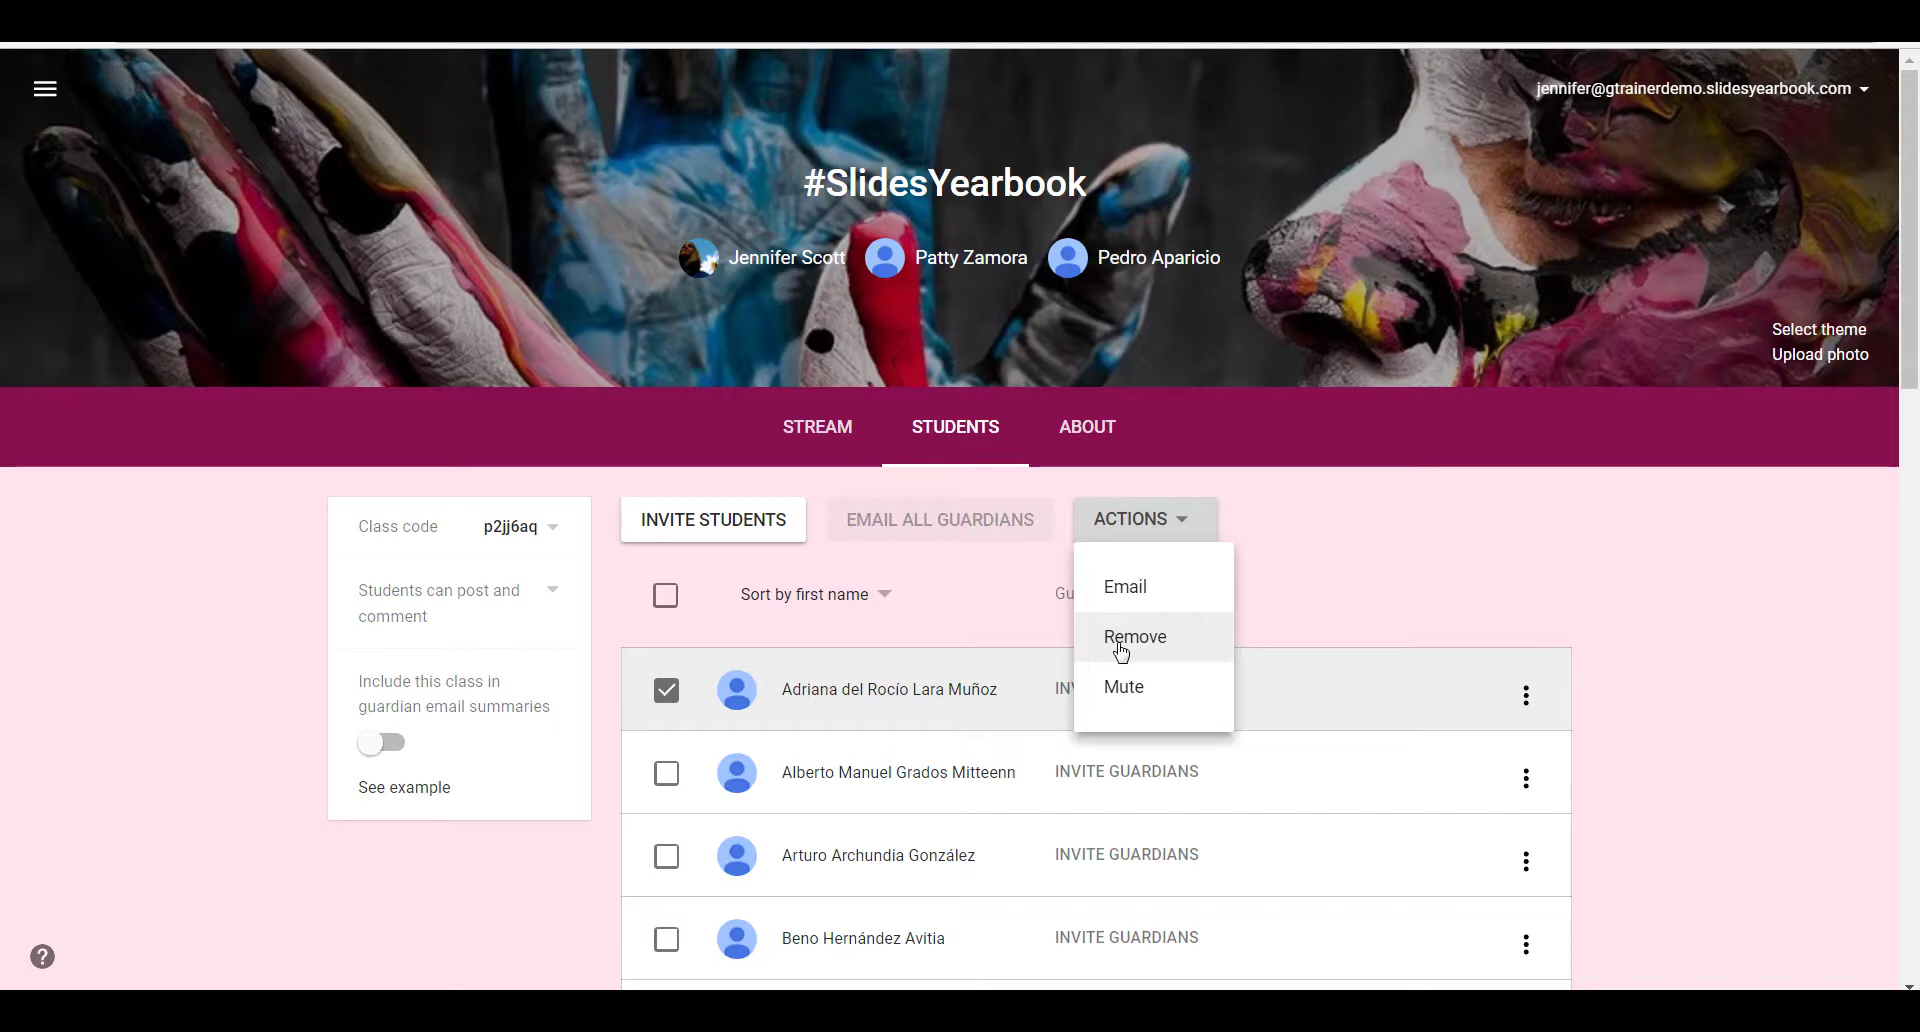 jennifer@gtrainerdemo.slidesyearbook.com
#SlidesYearbook
Jennifer Scott Patty Zamora Pedro Aparicio
Select theme
Upload photo
STREAM STUDENTS ABOUT
Class code p2jj6aq
Students can post and
comment
Include this class in
guardian email summaries
See example
INVITE STUDENTS EMAIL ALL GUARDIANS ACTIONS
Email
Remove
Mute
Sort by first name
Adriana del Rocío Lara Muñoz
Alberto Manuel Grados Mitteenn INVITE GUARDIANS
Arturo Archundia González INVITE GUARDIANS
Beno Hernández Avitia INVITE GUARDIANS